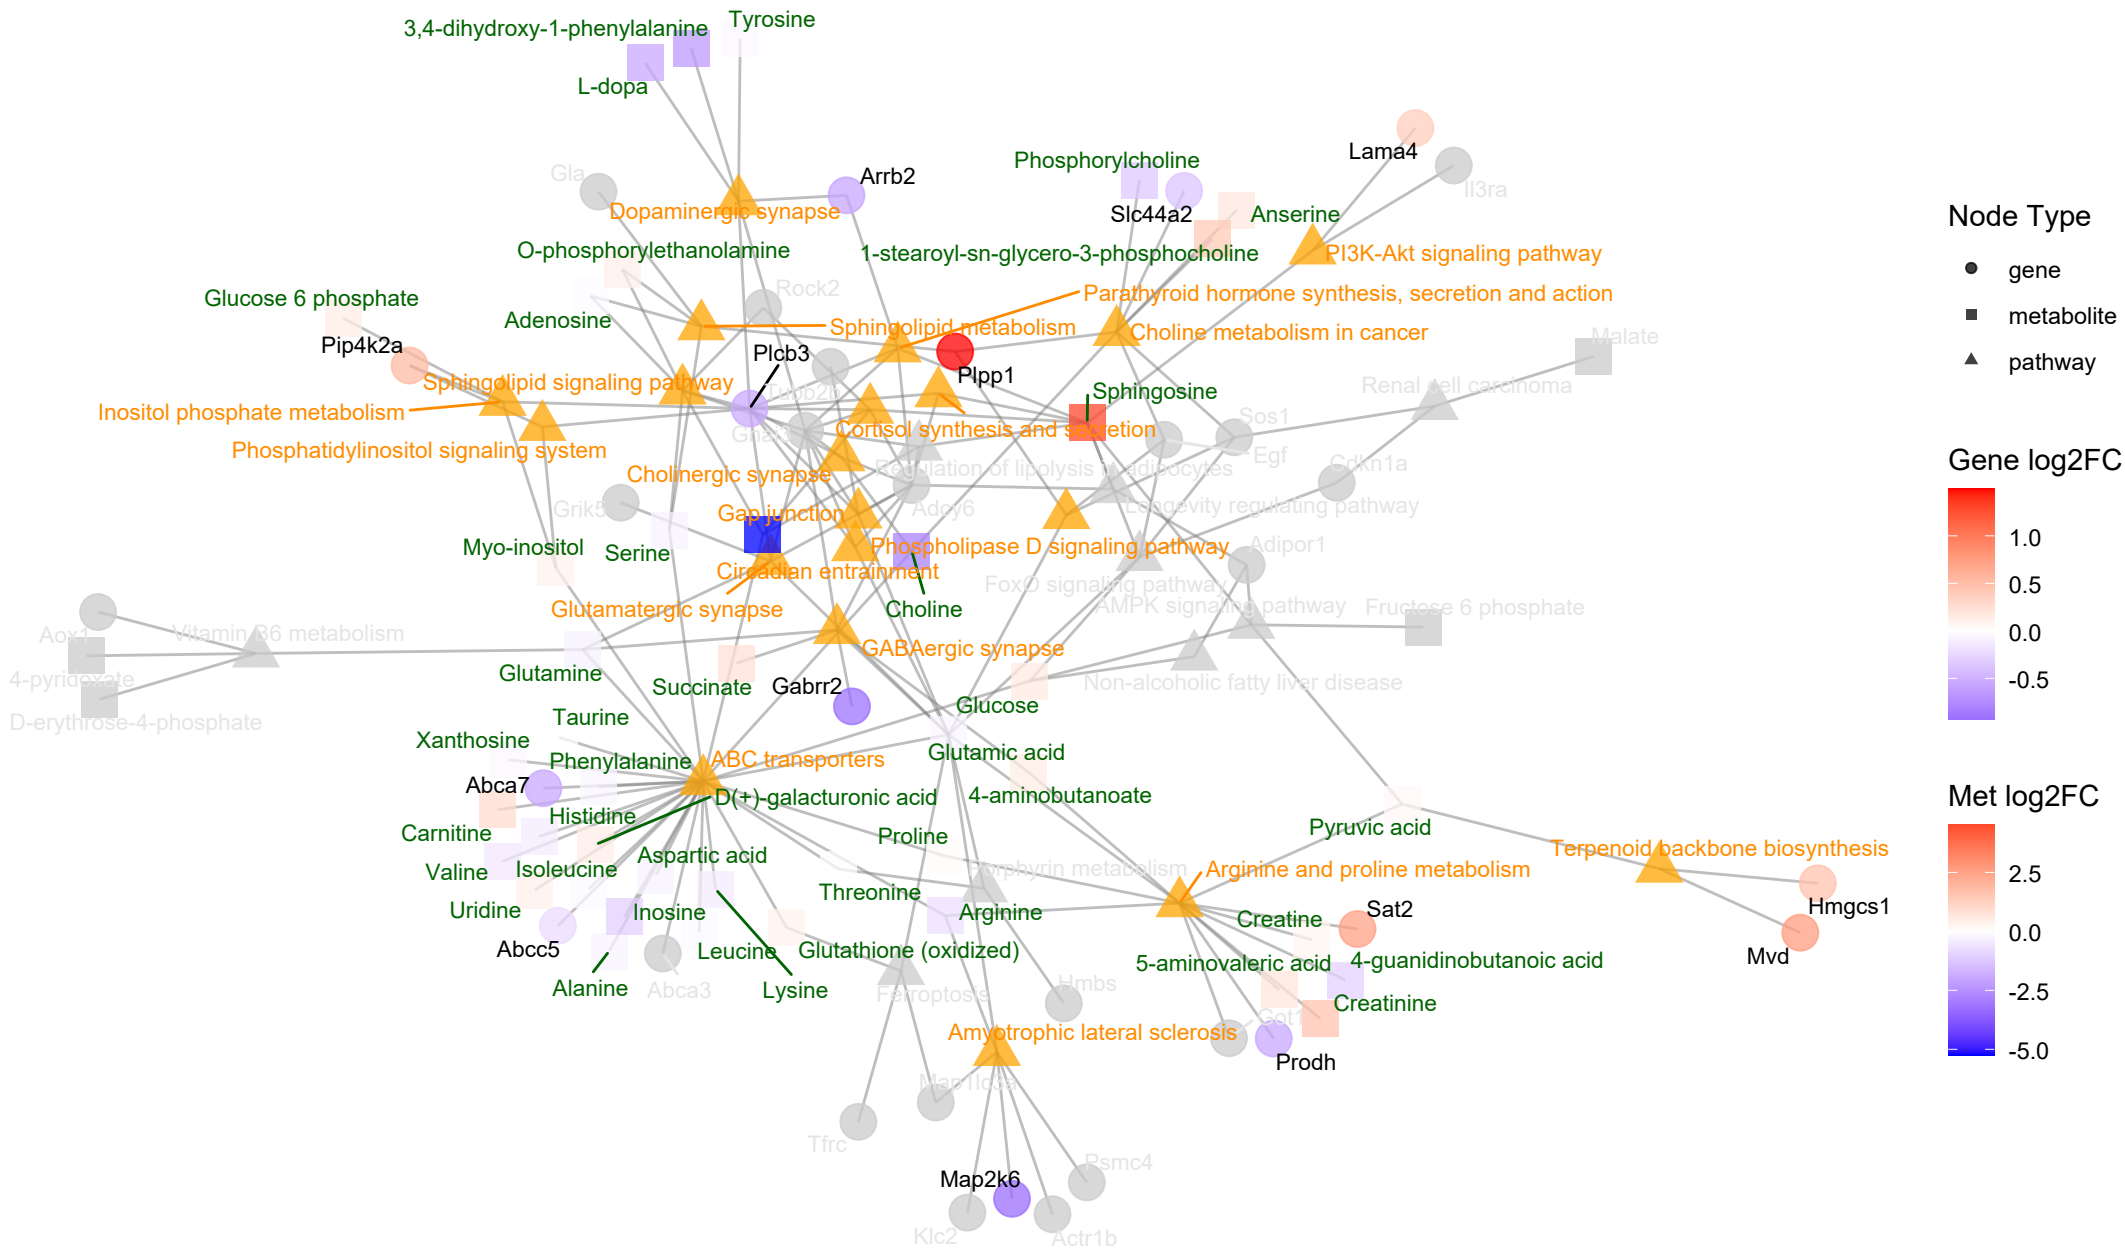 Tyrosine
3,4-dihydroxy-1-phenylalanine
L-dopa
Gla
Arrb2
Dopaminergic synapse
Phosphorylcholine
Lama4
Il3ra
Slc44a2
Anserine
O-phosphorylethanolamine
1-stearoyl-sn-glycero-3-phosphocholine
PI3K-Akt signaling pathway
Rock2
Parathyroid hormone synthesis, secretion and action
Glucose 6 phosphate
Adenosine
Sphingolipid metabolism
Choline metabolism in cancer
Malate
Pip4k2a
Plcb3
Plpp1
Sphingolipid signaling pathway
Tubb2b
Sphingosine
Renal cell carcinoma
Inositol phosphate metabolism
Sos1
Phosphatidylinositol signaling system
Cortisol synthesis and secretion
Egf
Cholinergic synapse
Regulation of lipolysis in adipocytes
Cdkn1a
Grik5
Gap junction
Adcy6
Longevity regulating pathway
Myo-inositol
Serine
Phospholipase D signaling pathway
Adipor1
Circadian entrainment
FoxO signaling pathway
Glutamatergic synapse
Choline
AMPK signaling pathway
Fructose 6 phosphate
Aox1
Vitamin B6 metabolism
GABAergic synapse
4-pyridoxate
Glutamine
Succinate
Gabrr2
Non-alcoholic fatty liver disease
D-erythrose-4-phosphate
Taurine
Glucose
Xanthosine
Phenylalanine
ABC transporters
Glutamic acid
Abca7
D(+)-galacturonic acid
4-aminobutanoate
Carnitine
Histidine
Proline
Pyruvic acid
Valine
Isoleucine
Aspartic acid
Porphyrin metabolism
Arginine and proline metabolism
Terpenoid backbone biosynthesis
Uridine
Inosine
Threonine
Arginine
Creatine
Sat2
Hmgcs1
Abcc5
Leucine
Glutathione (oxidized)
5-aminovaleric acid
4-guanidinobutanoic acid
Mvd
Alanine
Abca3
Lysine
Ferroptosis
Hmbs
Creatinine
Got1
Amyotrophic lateral sclerosis
Prodh
Map1lc3a
Tfrc
Map2k6
Psmc4
Klc2
Actr1b
Node Type
gene
metabolite
pathway
Gene log2FC
1.0
0.5
0.0
-0.5
Met log2FC
2.5
0.0
-2.5
-5.0